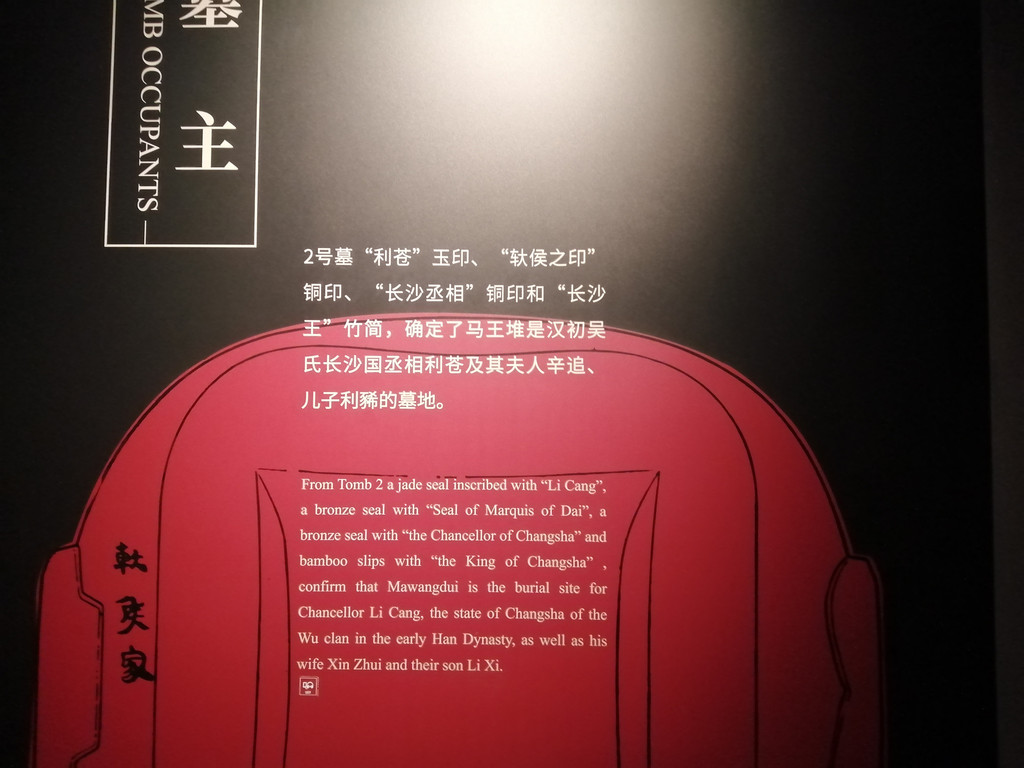 墓主
MB OCCUPANTS
2号墓“利苍”玉印、“轪侯之印”
铜印、“长沙丞相”铜印和“长沙
王”竹简，确定了马王堆是汉初吴
氏长沙国丞相利苍及其夫人辛追、
儿子利豨的墓地。
From Tomb 2 a jade seal inscribed with “Li Cang”,
a bronze seal with “Seal of Marquis of Dai”, a
bronze seal with “the Chancellor of Changsha” and
bamboo slips with “the King of Changsha” ,
confirm that Mawangdui is the burial site for
Chancellor Li Cang, the state of Changsha of the
Wu clan in the early Han Dynasty, as well as his
wife Xin Zhui and their son Li Xi.
軑矦家